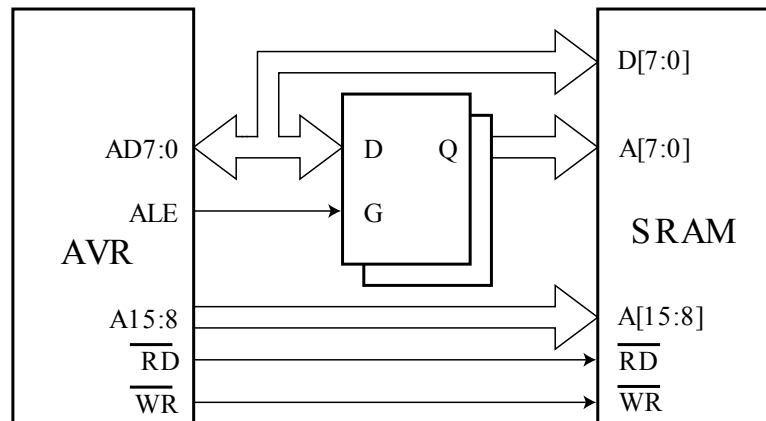 AD7:0
ALE
AVR
A15:8
RD
WR
D
Q
G
D[7:0]
A[7:0]
SRAM
A[15:8]
RD
WR